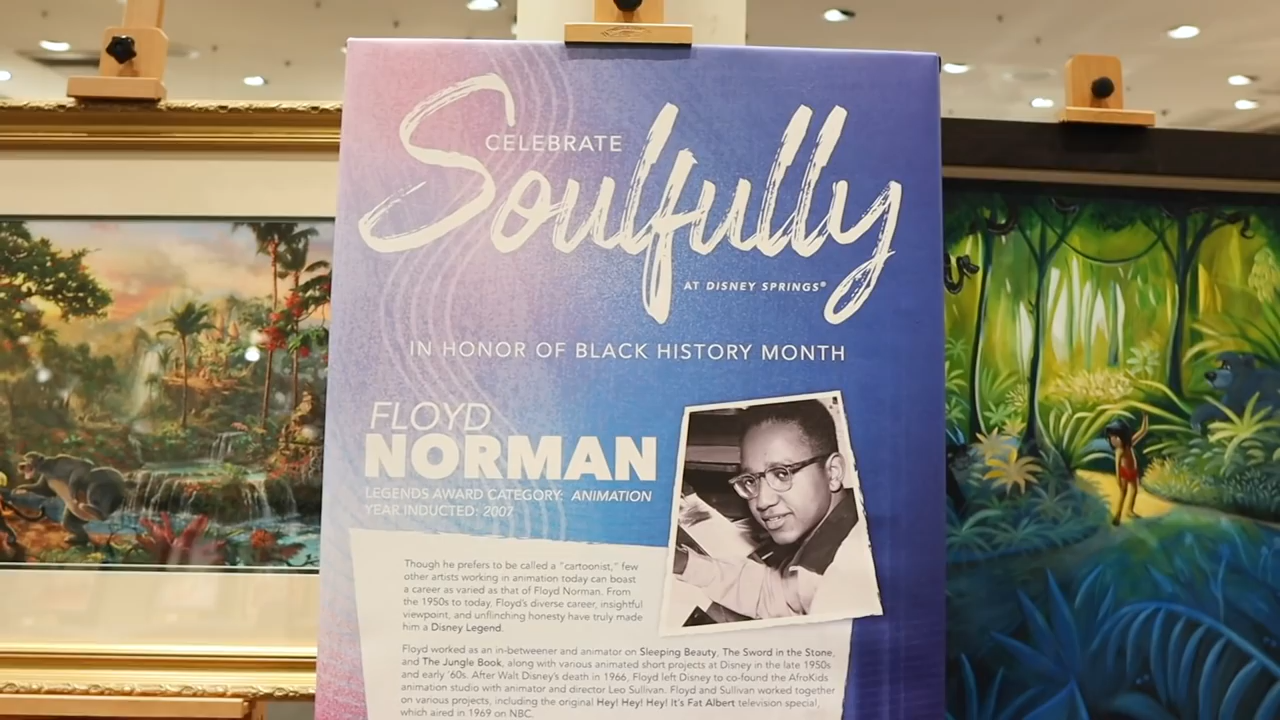 CELEBRATE
Soulfully
AT DISNEY SPRINGS®
IN HONOR OF BLACK HISTORY MONTH
FLOYD
NORMAN
LEGENDS AWARD CATEGORY: ANIMATION
YEAR INDUCTED: 2007
Though he prefers to be called a "cartoonist," few
other artists working in animation today can boast
a career as varied as that of Floyd Norman. From
the 1950s to today, Floyd's diverse career, insightful
viewpoint, and unflinching honesty have truly made
him a Disney Legend.
Floyd worked as an in-betweener and animator on Sleeping Beauty, The Sword in the Stone,
and The Jungle Book, along with various animated short projects at Disney in the late 1950s
and early '60s. After Walt Disney's death in 1966, Floyd left Disney to co-found the AfroKids
animation studio with animator and director Leo Sullivan. Floyd and Sullivan worked together
on various projects, including the original Hey! Hey! Hey! It's Fat Albert television special,
which aired in 1969 on NBC.